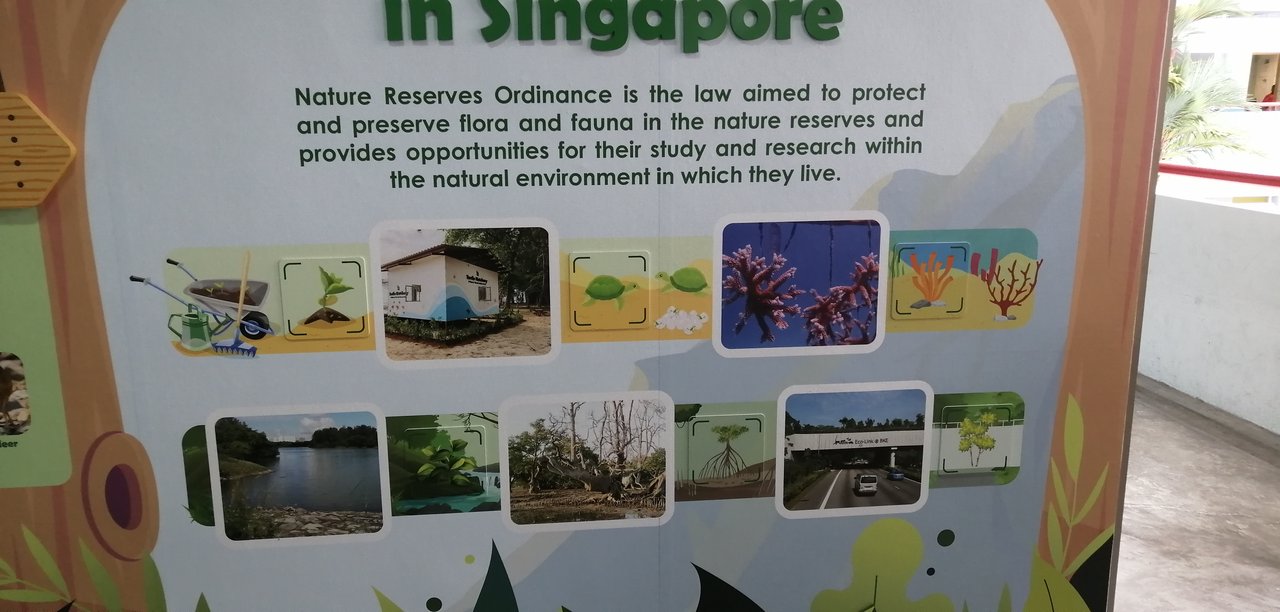 in Singapore
Nature Reserves Ordinance is the law aimed to protect
and preserve flora and fauna in the nature reserves and
provides opportunities for their study and research within
the natural environment in which they live.
Turtle Hatchery
Eco-Link @ BKE